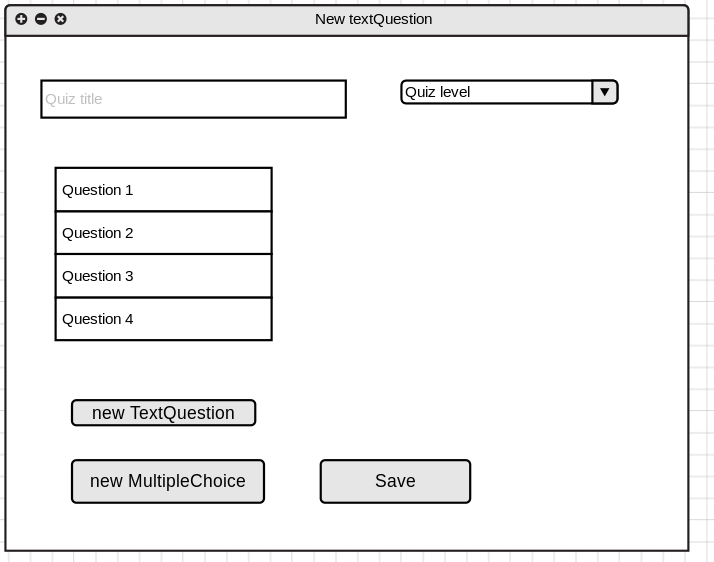 New textQuestion
Quiz title
Quiz level
Question 1
Question 2
Question 3
Question 4
new TextQuestion
new MultipleChoice
Save